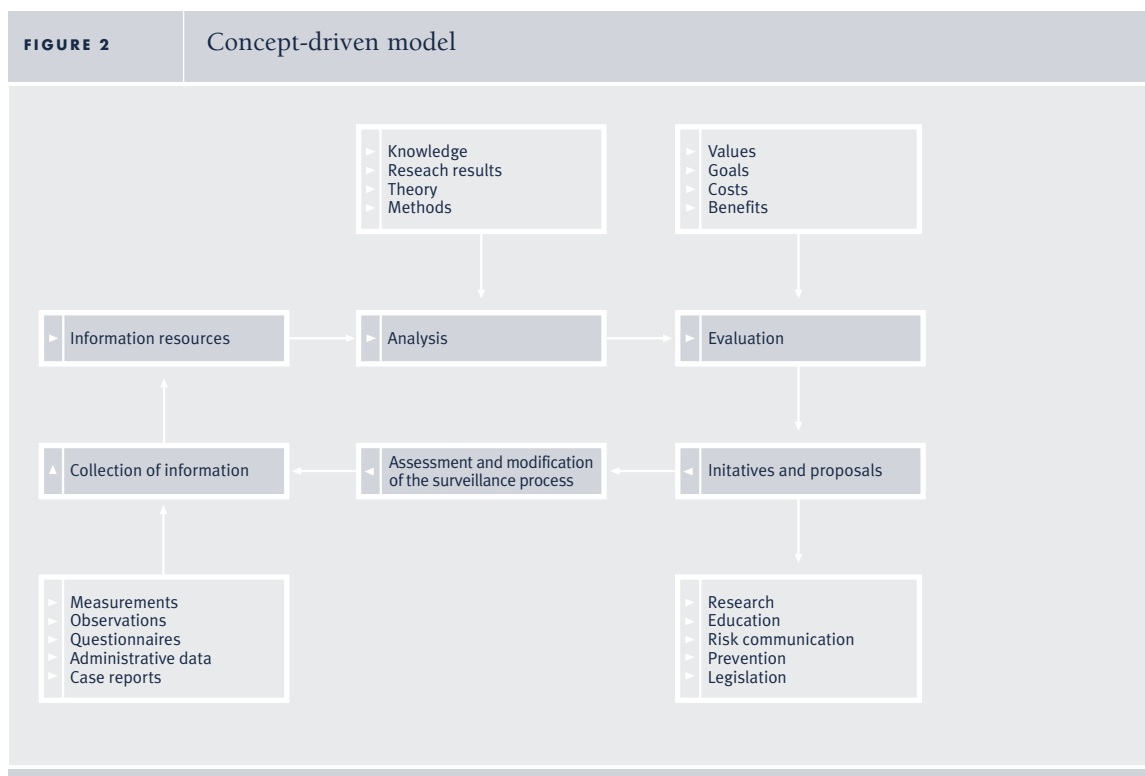 FIGURE 2
Concept-driven model
Knowledge
Reseach results
Theory
Methods
Values
Goals
Costs
Benefits
Information resources
Analysis
Evaluation
Collection of information
Assessment and modification
of the surveillance process
Initatives and proposals
Measurements
Observations
Questionnaires
Administrative data
Case reports
Research
Education
Risk communication
Prevention
Legislation